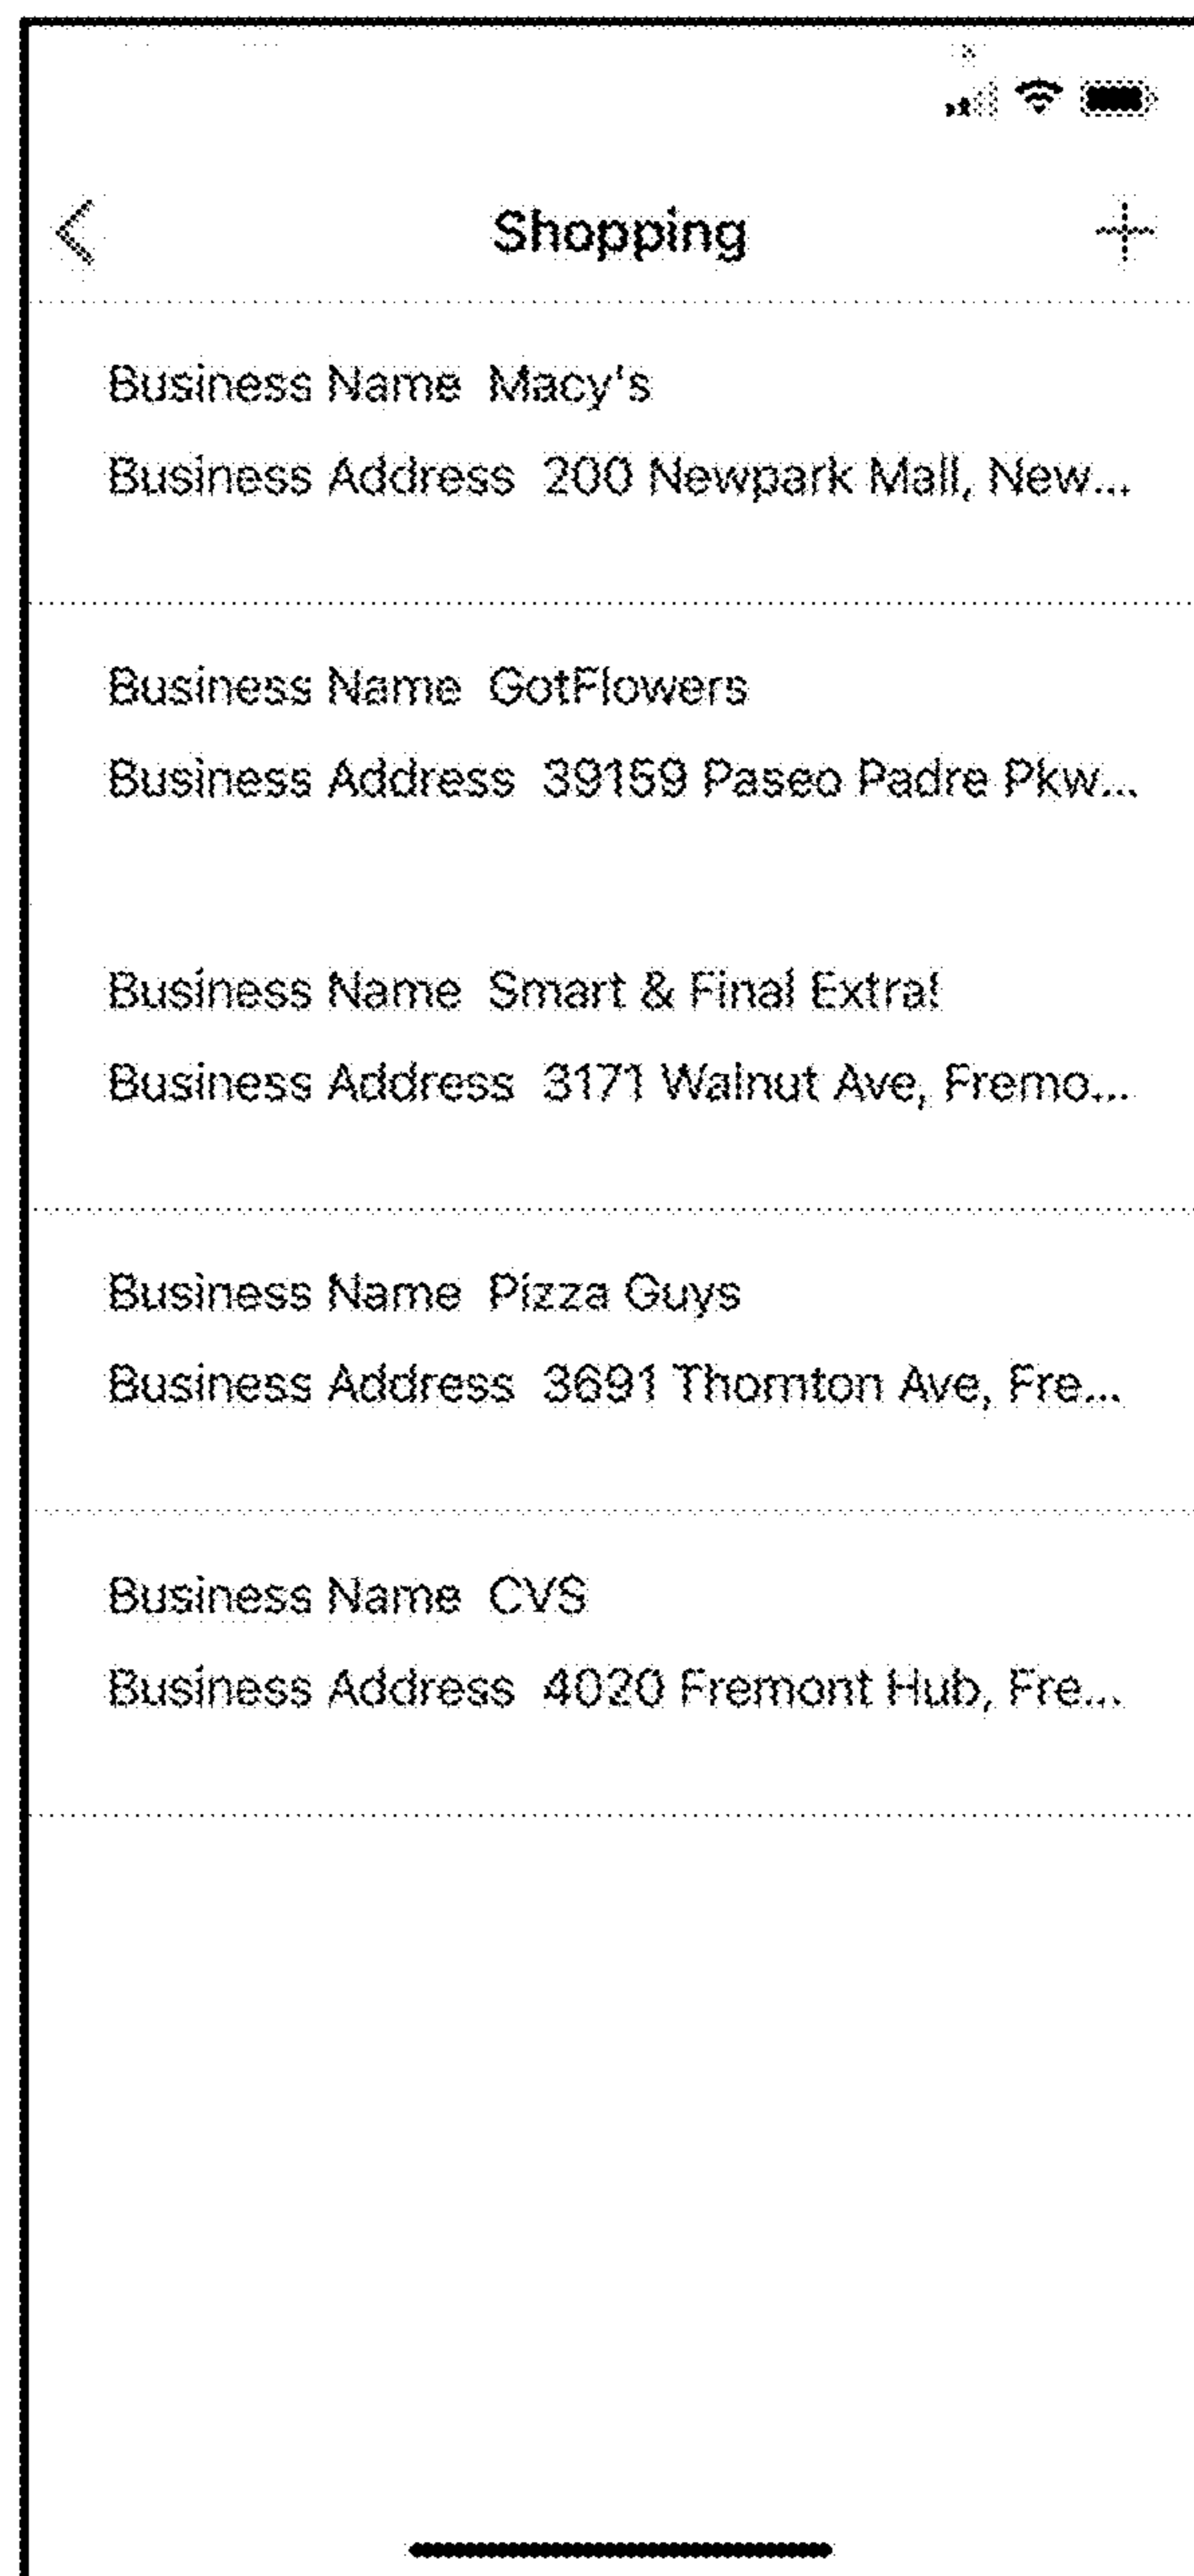 Shopping
Business Name Macy's
Business Address 200 Newpark Mall, New...
Business Name GotFlowers
Business Address 39159 Paseo Padre Pkw...
Business Name Smart & Final Extra!
Business Address 3171 Walnut Ave, Fremo...
Business Name Pizza Guys
Business Address 3691 Thornton Ave, Fre...
Business Name CVS
Business Address 4020 Fremont Hub, Fre...